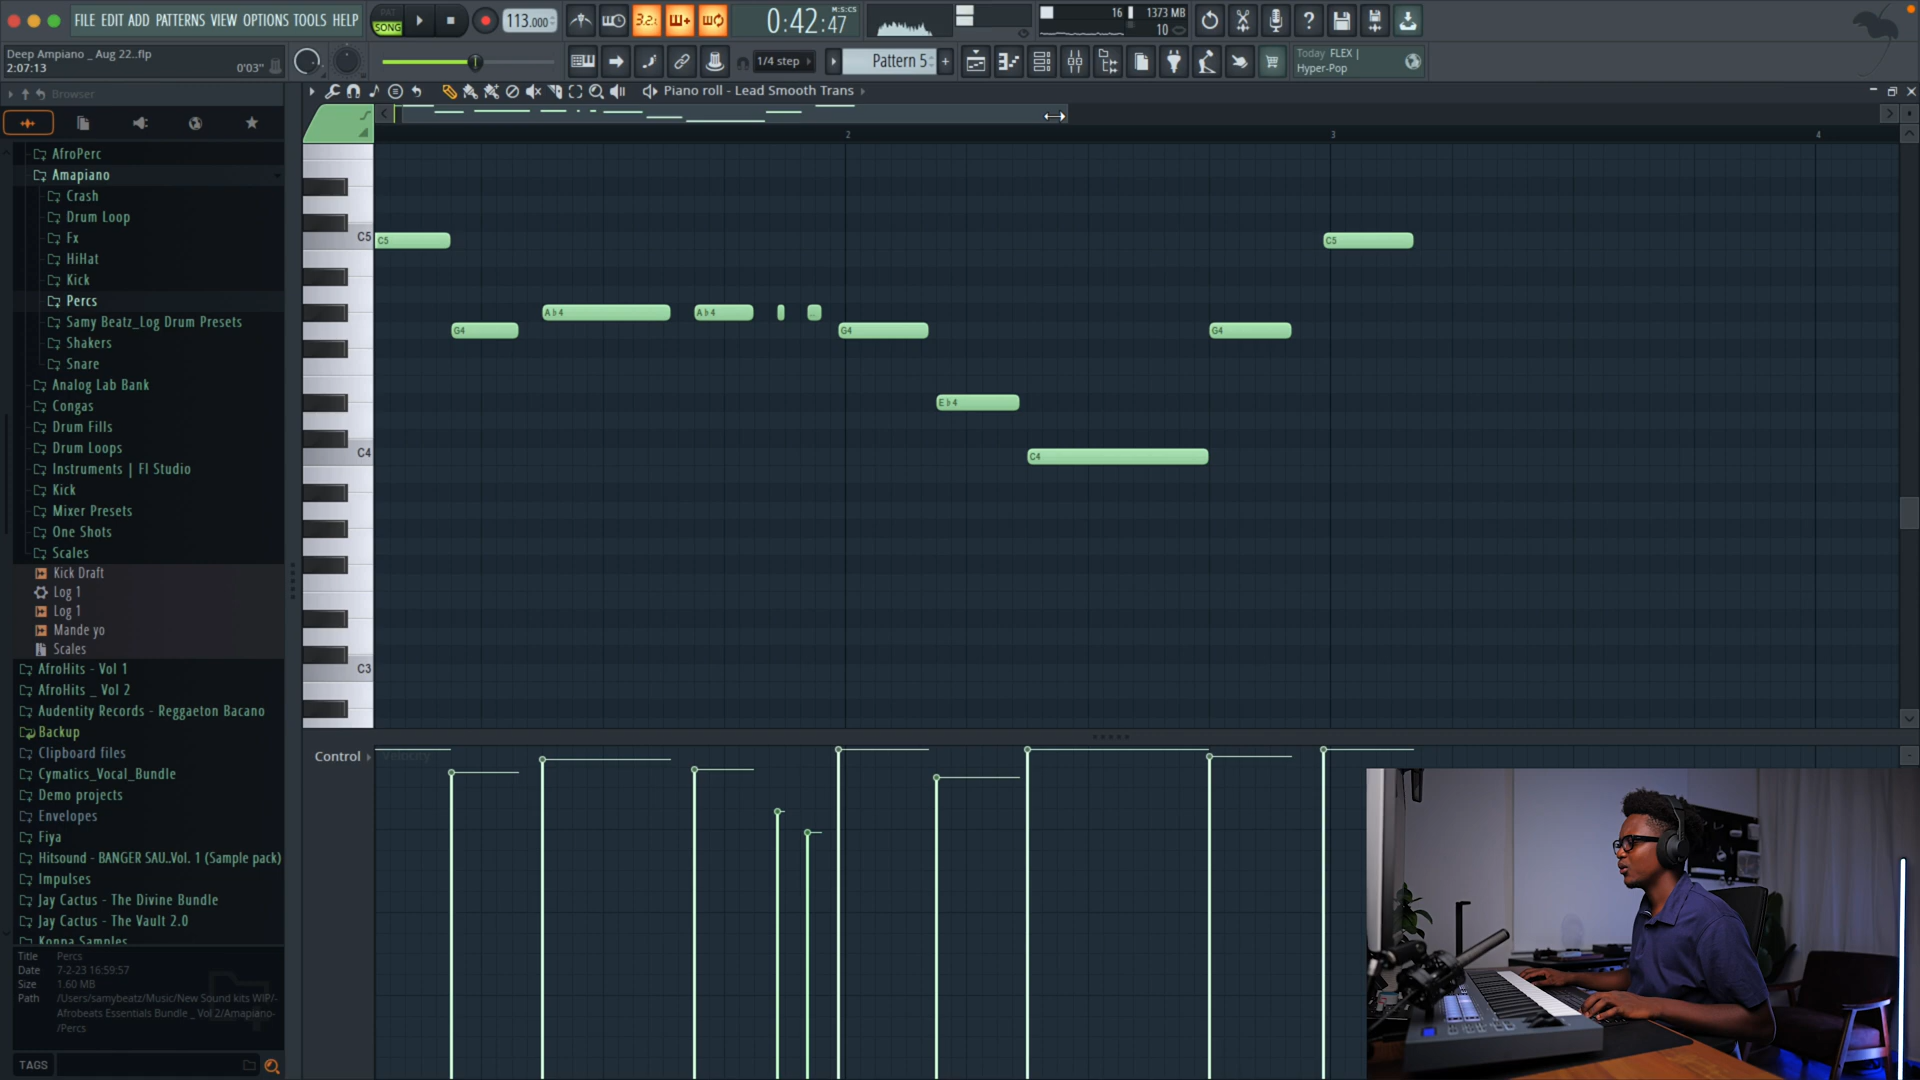 FILE EDIT ADD PATTERNS VIEW OPTIONS TOOLS HELP
PAT
SONG
113.000
3.2.
0:42:47
M:S:CS
16
1373 MB
10
Deep Ampiano _ Aug 22..flp
2:07:13
0'03"
1/4 step
Pattern 5
+
Today FLEX |
Hyper-Pop
Browser
Piano roll - Lead Smooth Trans
2
3
4
AfroPerc
Amapiano
Crash
Drum Loop
Fx
HiHat
Kick
Percs
Samy Beatz_Log Drum Presets
Shakers
Snare
Analog Lab Bank
Congas
Drum Fills
Drum Loops
Instruments | Fl Studio
Kick
Mixer Presets
One Shots
Scales
Kick Draft
Log 1
Log 1
Mande yo
Scales
AfroHits - Vol 1
AfroHits _ Vol 2
Audentity Records - Reggaeton Bacano
Backup
Clipboard files
Cymatics_Vocal_Bundle
Demo projects
Envelopes
Fiya
Hitsound - BANGER SAU..Vol. 1 (Sample pack)
Impulses
Jay Cactus - The Divine Bundle
Jay Cactus - The Vault 2.0
Konna Samples
Title Percs
Date 7-2-23 16:59:57
Size 1.60 MB
Path /Users/samybeatz/Music/New Sound kits WIP/-
Afrobeats Essentials Bundle _ Vol 2/Amapiano-
/Percs
TAGS
C5
C4
C3
C5
G4
A♭4
A♭4
G4
E♭4
C4
G4
C5
Control
Velocity